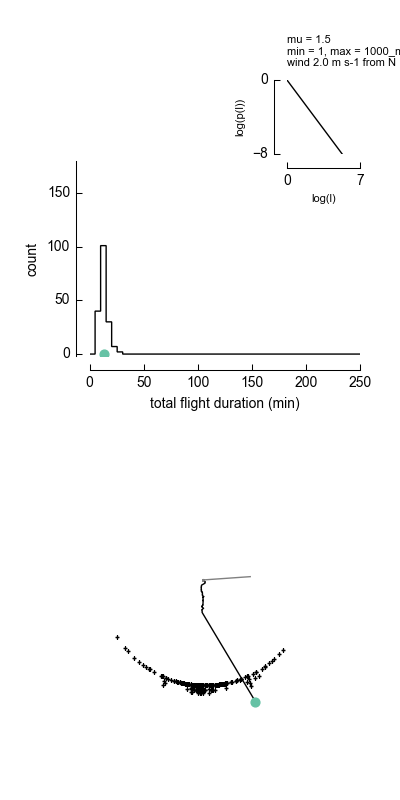 mu = 1.5
min = 1, max = 1000_m
wind 2.0 m s-1 from N
0
log(p(l))
−8
0
7
log(l)
150
count
100
50
0
0
50
100
150
200
250
total flight duration (min)